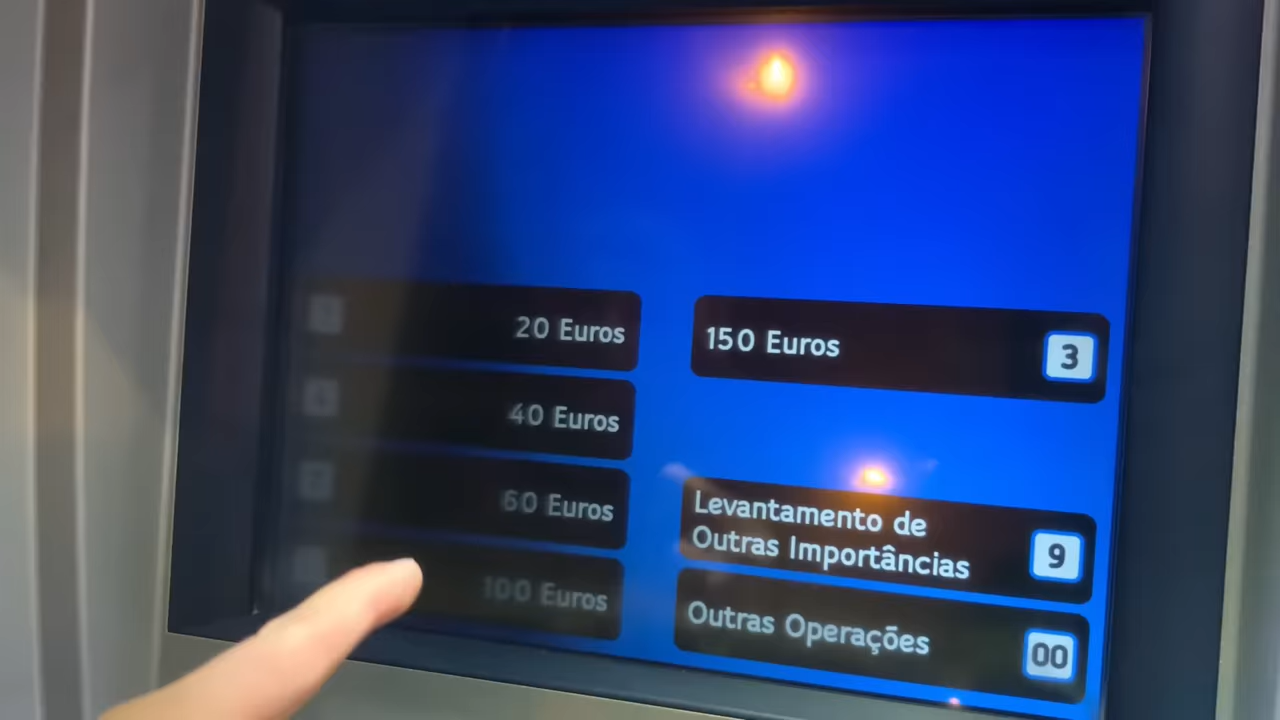 20 Euros
40 Euros
60 Euros
100 Euros
150 Euros
3
Levantamento de
Outras Importâncias
9
Outras Operações
00